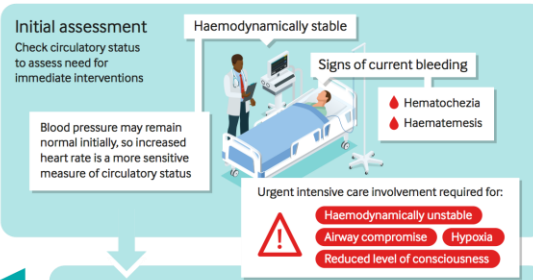 Initial assessment
Check circulatory status
to assess need for
immediate interventions
Haemodynamically stable
Signs of current bleeding
Hematochezia
Haematemesis
Blood pressure may remain
normal initially, so increased
heart rate is a more sensitive
measure of circulatory status
Urgent intensive care involvement required for:
Haemodynamically unstable
Airway compromise
Hypoxia
Reduced level of consciousness